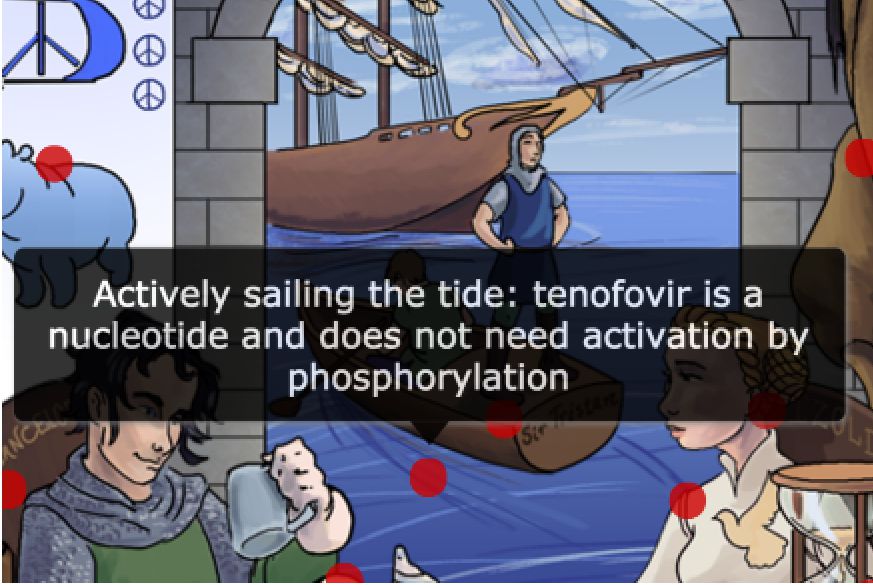 Actively sailing the tide: tenofovir is a
nucleotide and does not need activation by
phosphorylation
Sir Tristan